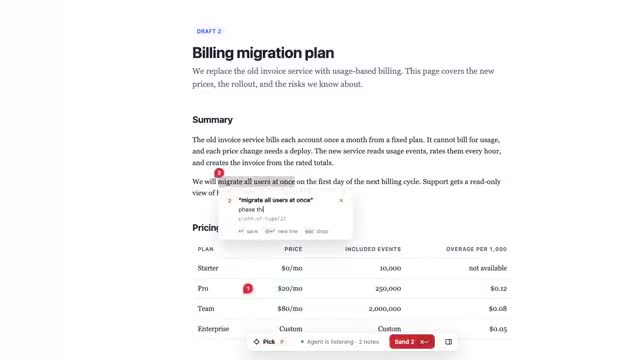 DRAFT 2
Billing migration plan
We replace the old invoice service with usage-based billing. This page covers the new
prices, the rollout, and the risks we know about.
Summary
The old invoice service bills each account once a month from a fixed plan. It cannot bill for usage,
and each price change needs a deploy. The new service reads usage events, rates them every hour,
and creates the invoice from the rated totals.
We will migrate all users at once on the first day of the next billing cycle. Support gets a read-only
view of
2 "migrate all users at once" ×
phase thi
save new line esc drop
Pricing
PLAN PRICE INCLUDED EVENTS OVERAGE PER 1,000
Starter $0/mo 10,000 not available
Pro 1 $20/mo 250,000 $0.12
Team $80/mo 2,000,000 $0.08
Enterprise Custom Custom $0.05
Pick P Agent is listening · 2 notes Send 2